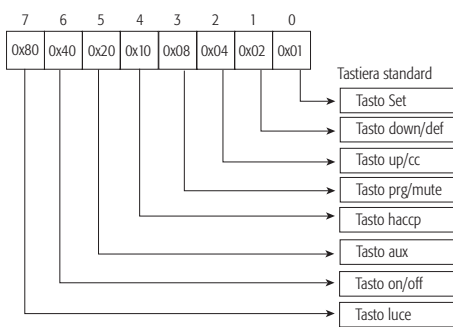 7 6 5 4 3 2 1 0
0x80 0x40 0x20 0x10 0x08 0x04 0x02 0x01
Tastiera standard
Tasto Set
Tasto down/def
Tasto up/cc
Tasto prg/mute
Tasto haccp
Tasto aux
Tasto on/off
Tasto luce